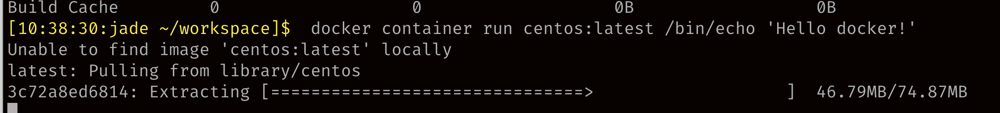 Build Cache 0 0 0B 0B
[10:38:30:jade ~/workspace]$  docker container run centos:latest /bin/echo 'Hello docker!'
Unable to find image 'centos:latest' locally
latest: Pulling from library/centos
3c72a8ed6814: Extracting [===============================>                   ]  46.79MB/74.87MB